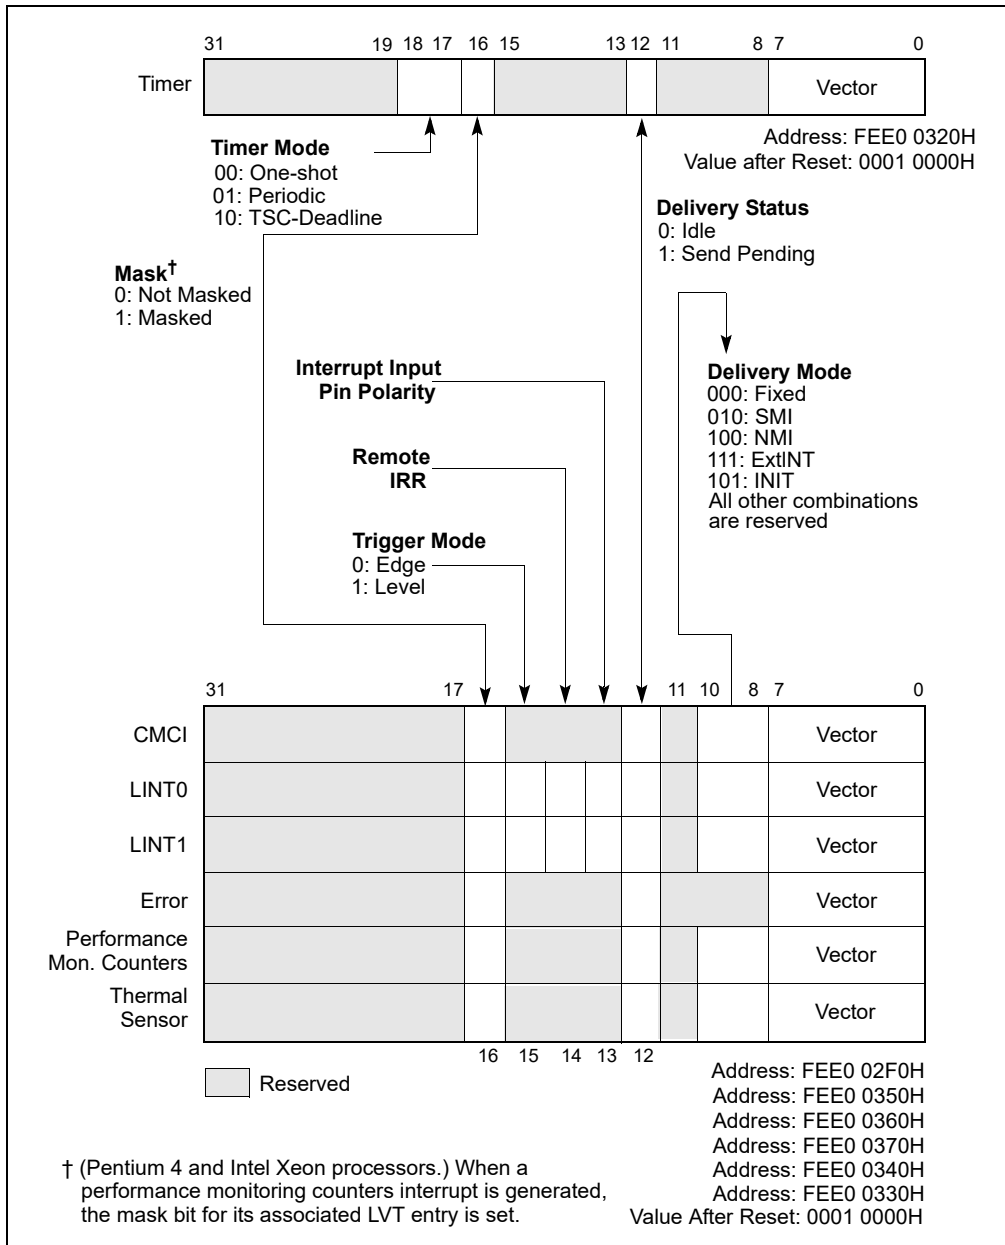 31 19 18 17 16 15 13 12 11 8 7 0
Timer
Vector
Address: FEE0 0320H
Value after Reset: 0001 0000H
Timer Mode
00: One-shot
01: Periodic
10: TSC-Deadline
Delivery Status
0: Idle
1: Send Pending
Mask†
0: Not Masked
1: Masked
Interrupt Input
Pin Polarity
Delivery Mode
000: Fixed
010: SMI
100: NMI
111: ExtINT
101: INIT
All other combinations
are reserved
Remote
IRR
Trigger Mode
0: Edge
1: Level
31 17 11 10 8 7 0
CMCI Vector
LINT0 Vector
LINT1 Vector
Error Vector
Performance
Mon. Counters
Vector
Thermal
Sensor
Vector
16 15 14 13 12
Reserved
Address: FEE0 02F0H
Address: FEE0 0350H
Address: FEE0 0360H
Address: FEE0 0370H
Address: FEE0 0340H
Address: FEE0 0330H
Value After Reset: 0001 0000H
† (Pentium 4 and Intel Xeon processors.) When a
performance monitoring counters interrupt is generated,
the mask bit for its associated LVT entry is set.